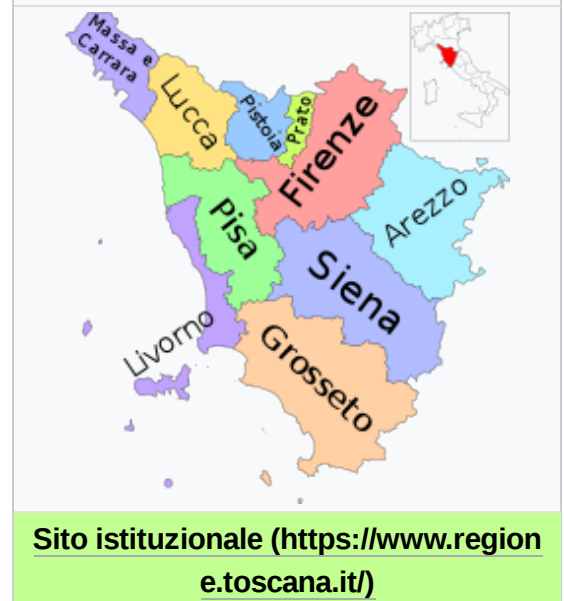 Massa e
Carrara
Lucca
Pistoia
Prato
Firenze
Arezzo
Pisa
Siena
Livorno
Grosseto
Sito istituzionale (https://www.region
e.toscana.it/)